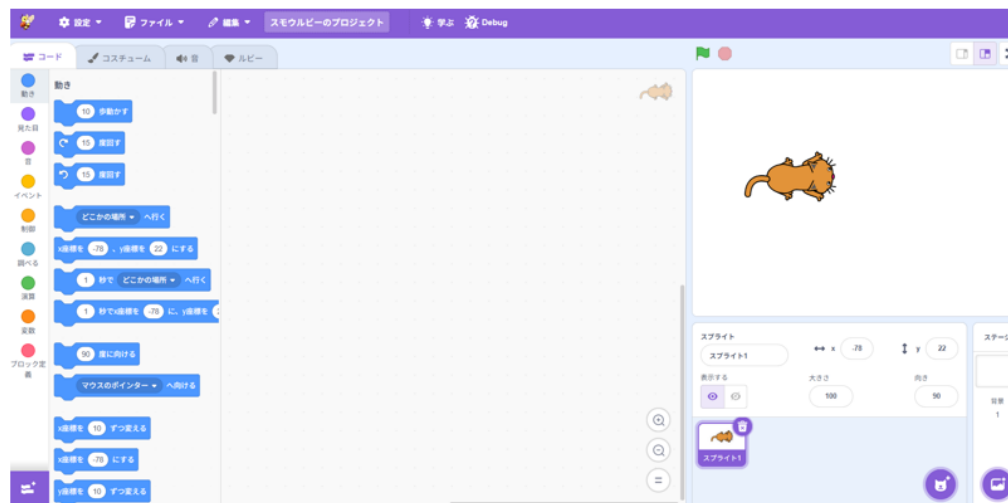 設定 ファイル 編集 スモウルビーのプロジェクト 学ぶ Debug
コード コスチューム 音 ルビー
動き
見た目
音
イベント
制御
調べる
演算
変数
ブロック定義
動き
10 歩動かす
15 度回す
15 度回す
どこかの場所 へ行く
x座標を -78 、y座標を 22 にする
1 秒で どこかの場所 へ行く
1 秒でx座標を -78 に、y座標を
90 度に向ける
マウスのポインター へ向ける
x座標を 10 ずつ変える
x座標を -78 にする
y座標を 10 ずつ変える
スプライト
スプライト1 x -78 y 22
表示する 大きさ 向き
100 90
スプライト1
ステージ
背景
1